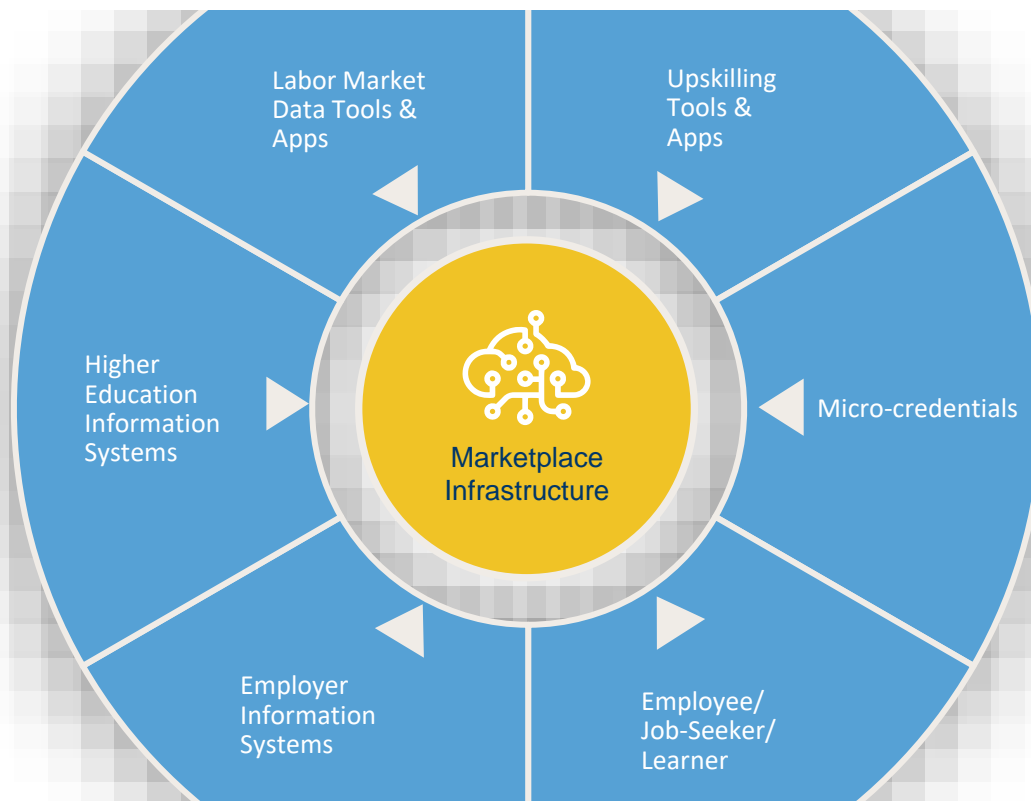 Labor Market
Data Tools &
Apps
Upskilling
Tools &
Apps
Higher
Education
Information
Systems
Marketplace
Infrastructure
Micro-credentials
Employer
Information
Systems
Employee/
Job-Seeker/
Learner